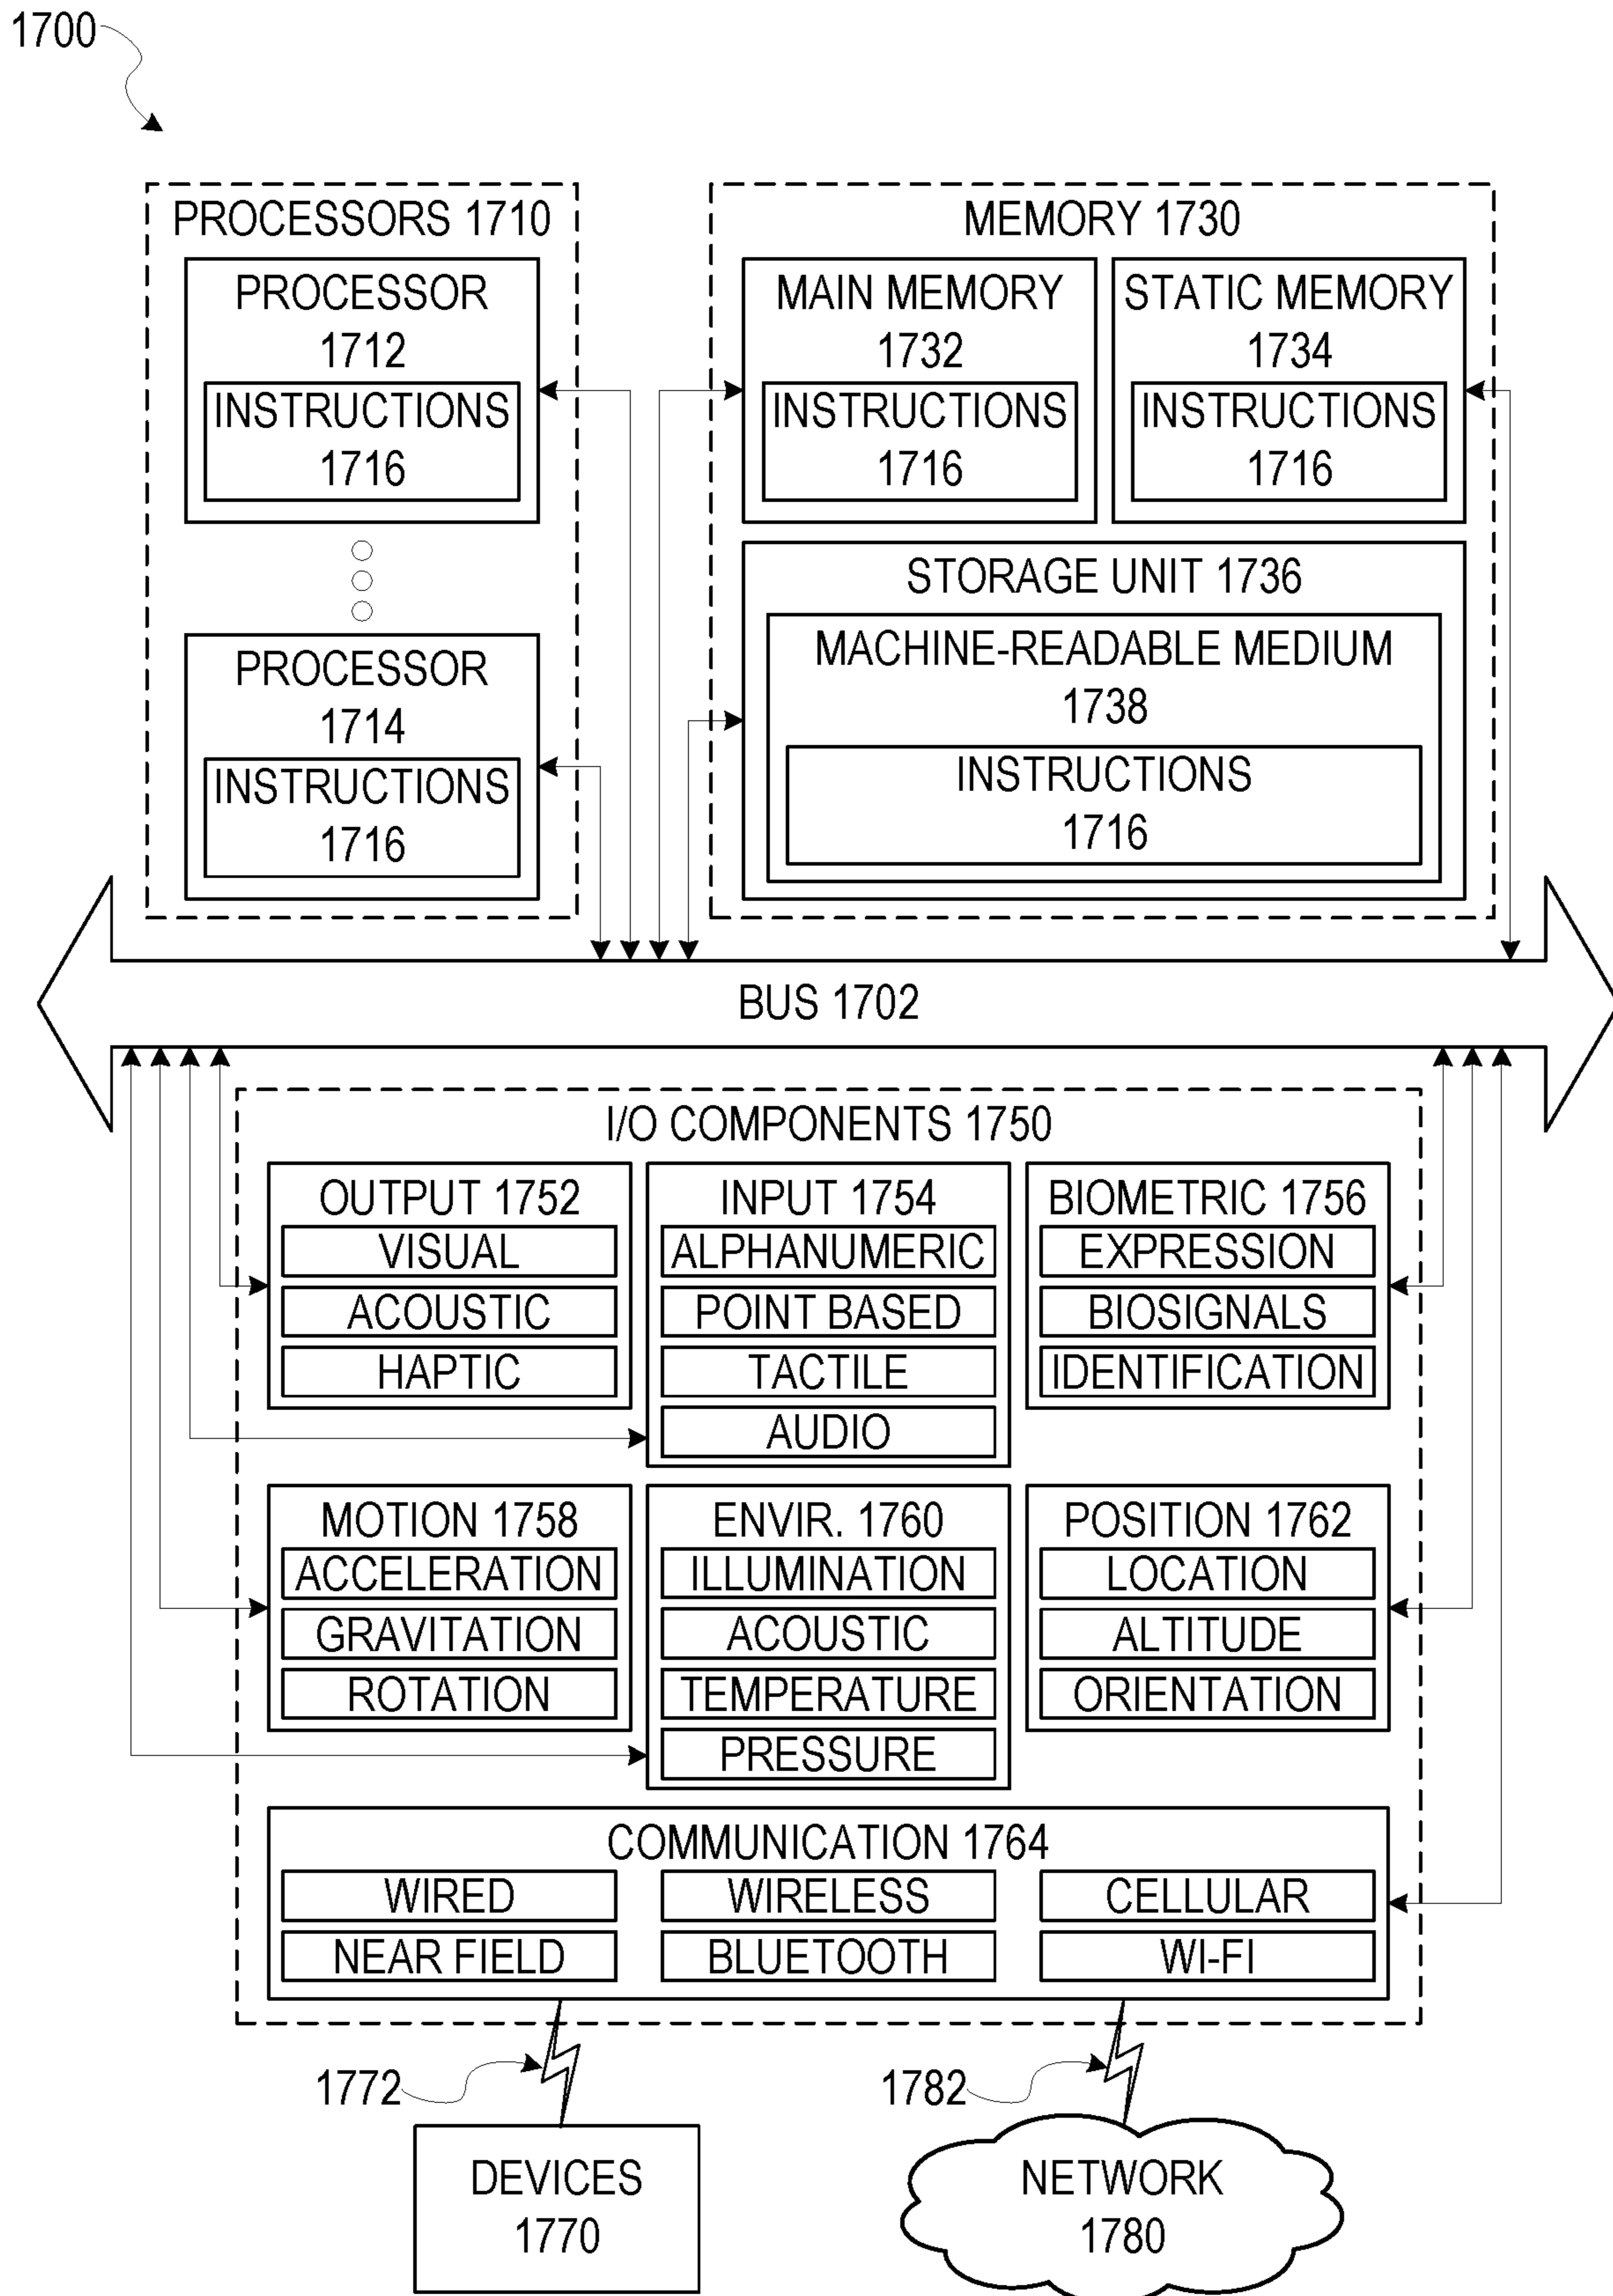 1700
PROCESSORS 1710
PROCESSOR
1712
INSTRUCTIONS
1716
PROCESSOR
1714
INSTRUCTIONS
1716
MEMORY 1730
MAIN MEMORY
1732
INSTRUCTIONS
1716
STATIC MEMORY
1734
INSTRUCTIONS
1716
STORAGE UNIT 1736
MACHINE-READABLE MEDIUM
1738
INSTRUCTIONS
1716
BUS 1702
I/O COMPONENTS 1750
OUTPUT 1752
VISUAL
ACOUSTIC
HAPTIC
INPUT 1754
ALPHANUMERIC
POINT BASED
TACTILE
AUDIO
BIOMETRIC 1756
EXPRESSION
BIOSIGNALS
IDENTIFICATION
MOTION 1758
ACCELERATION
GRAVITATION
ROTATION
ENVIR. 1760
ILLUMINATION
ACOUSTIC
TEMPERATURE
PRESSURE
POSITION 1762
LOCATION
ALTITUDE
ORIENTATION
COMMUNICATION 1764
WIRED
WIRELESS
CELLULAR
NEAR FIELD
BLUETOOTH
WI-FI
1772
1782
DEVICES
1770
NETWORK
1780